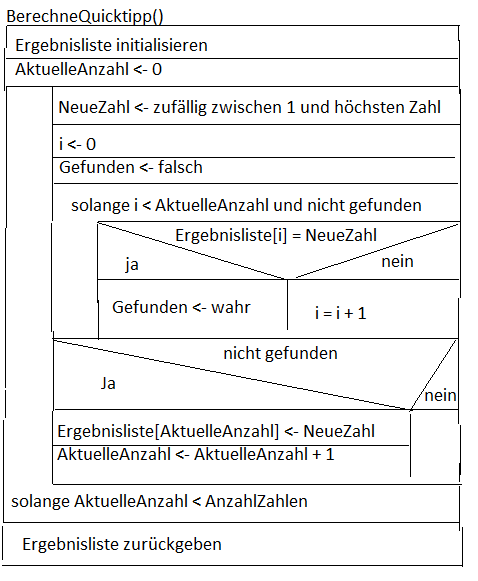 BerechneQuicktipp()
Ergebnisliste initialisieren
AktuelleAnzahl <- 0
NeueZahl <- zufällig zwischen 1 und höchsten Zahl
i <- 0
Gefunden <- falsch
solange i < AktuelleAnzahl und nicht gefunden
Ergebnisliste[i] = NeueZahl
ja
nein
Gefunden <- wahr
i = i + 1
nicht gefunden
Ja
nein
Ergebnisliste[AktuelleAnzahl] <- NeueZahl
AktuelleAnzahl <- AktuelleAnzahl + 1
solange AktuelleAnzahl < AnzahlZahlen
Ergebnisliste zurückgeben